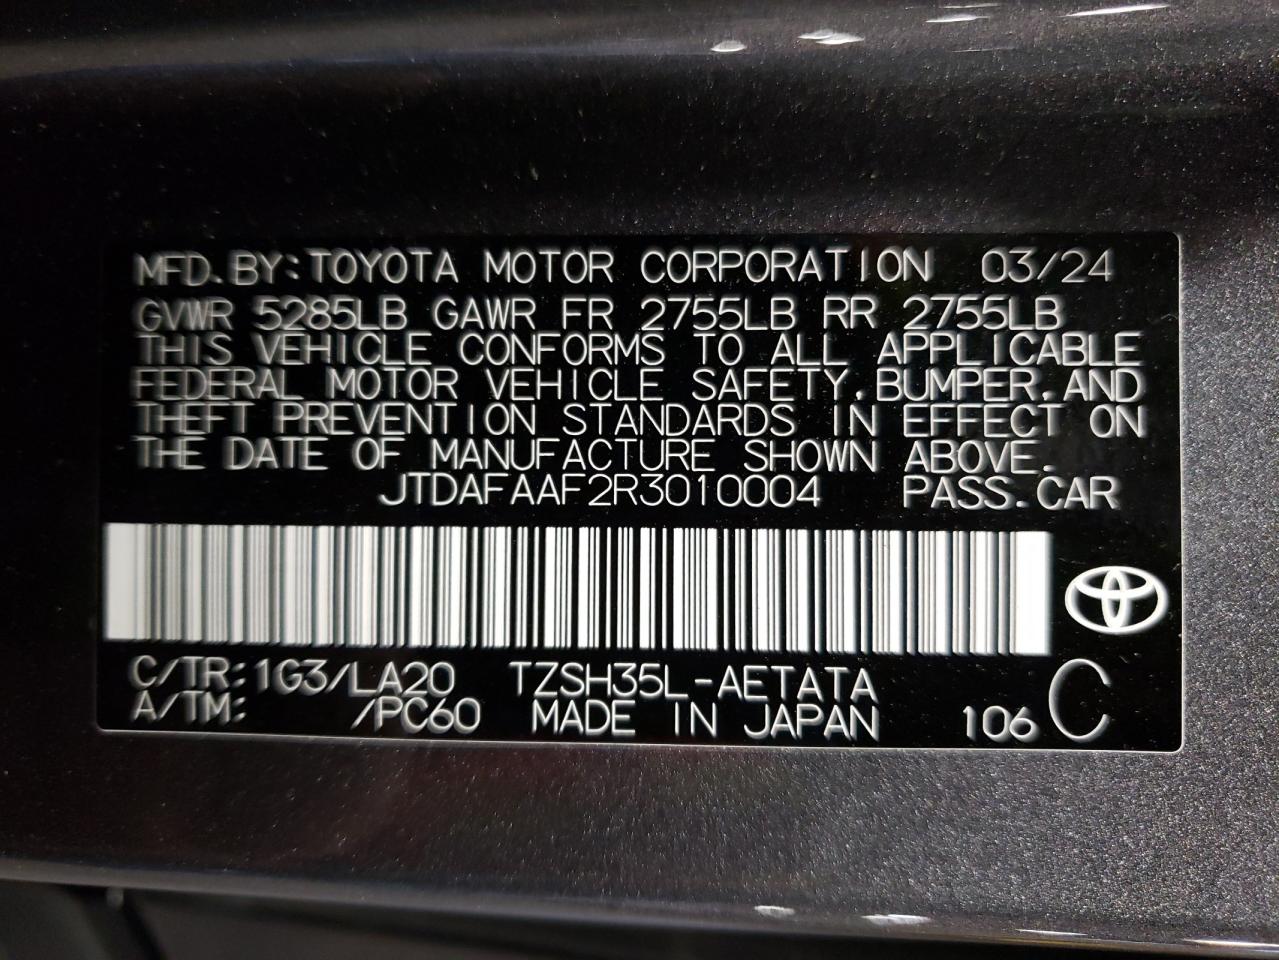 MFD. BY: TOYOTA MOTOR CORPORATION 03/24
GVWR 5285LB GAWR FR 2755LB RR 2755LB
THIS VEHICLE CONFORMS TO ALL APPLICABLE
FEDERAL MOTOR VEHICLE SAFETY, BUMPER, AND
THEFT PREVENTION STANDARDS IN EFFECT ON
THE DATE OF MANUFACTURE SHOWN ABOVE.
JTDAFAAF2R3010004 PASS. CAR
C/TR: 1G3/LA20 TZSH35L-AETATA
A/TM: /PC60 MADE IN JAPAN 106 C